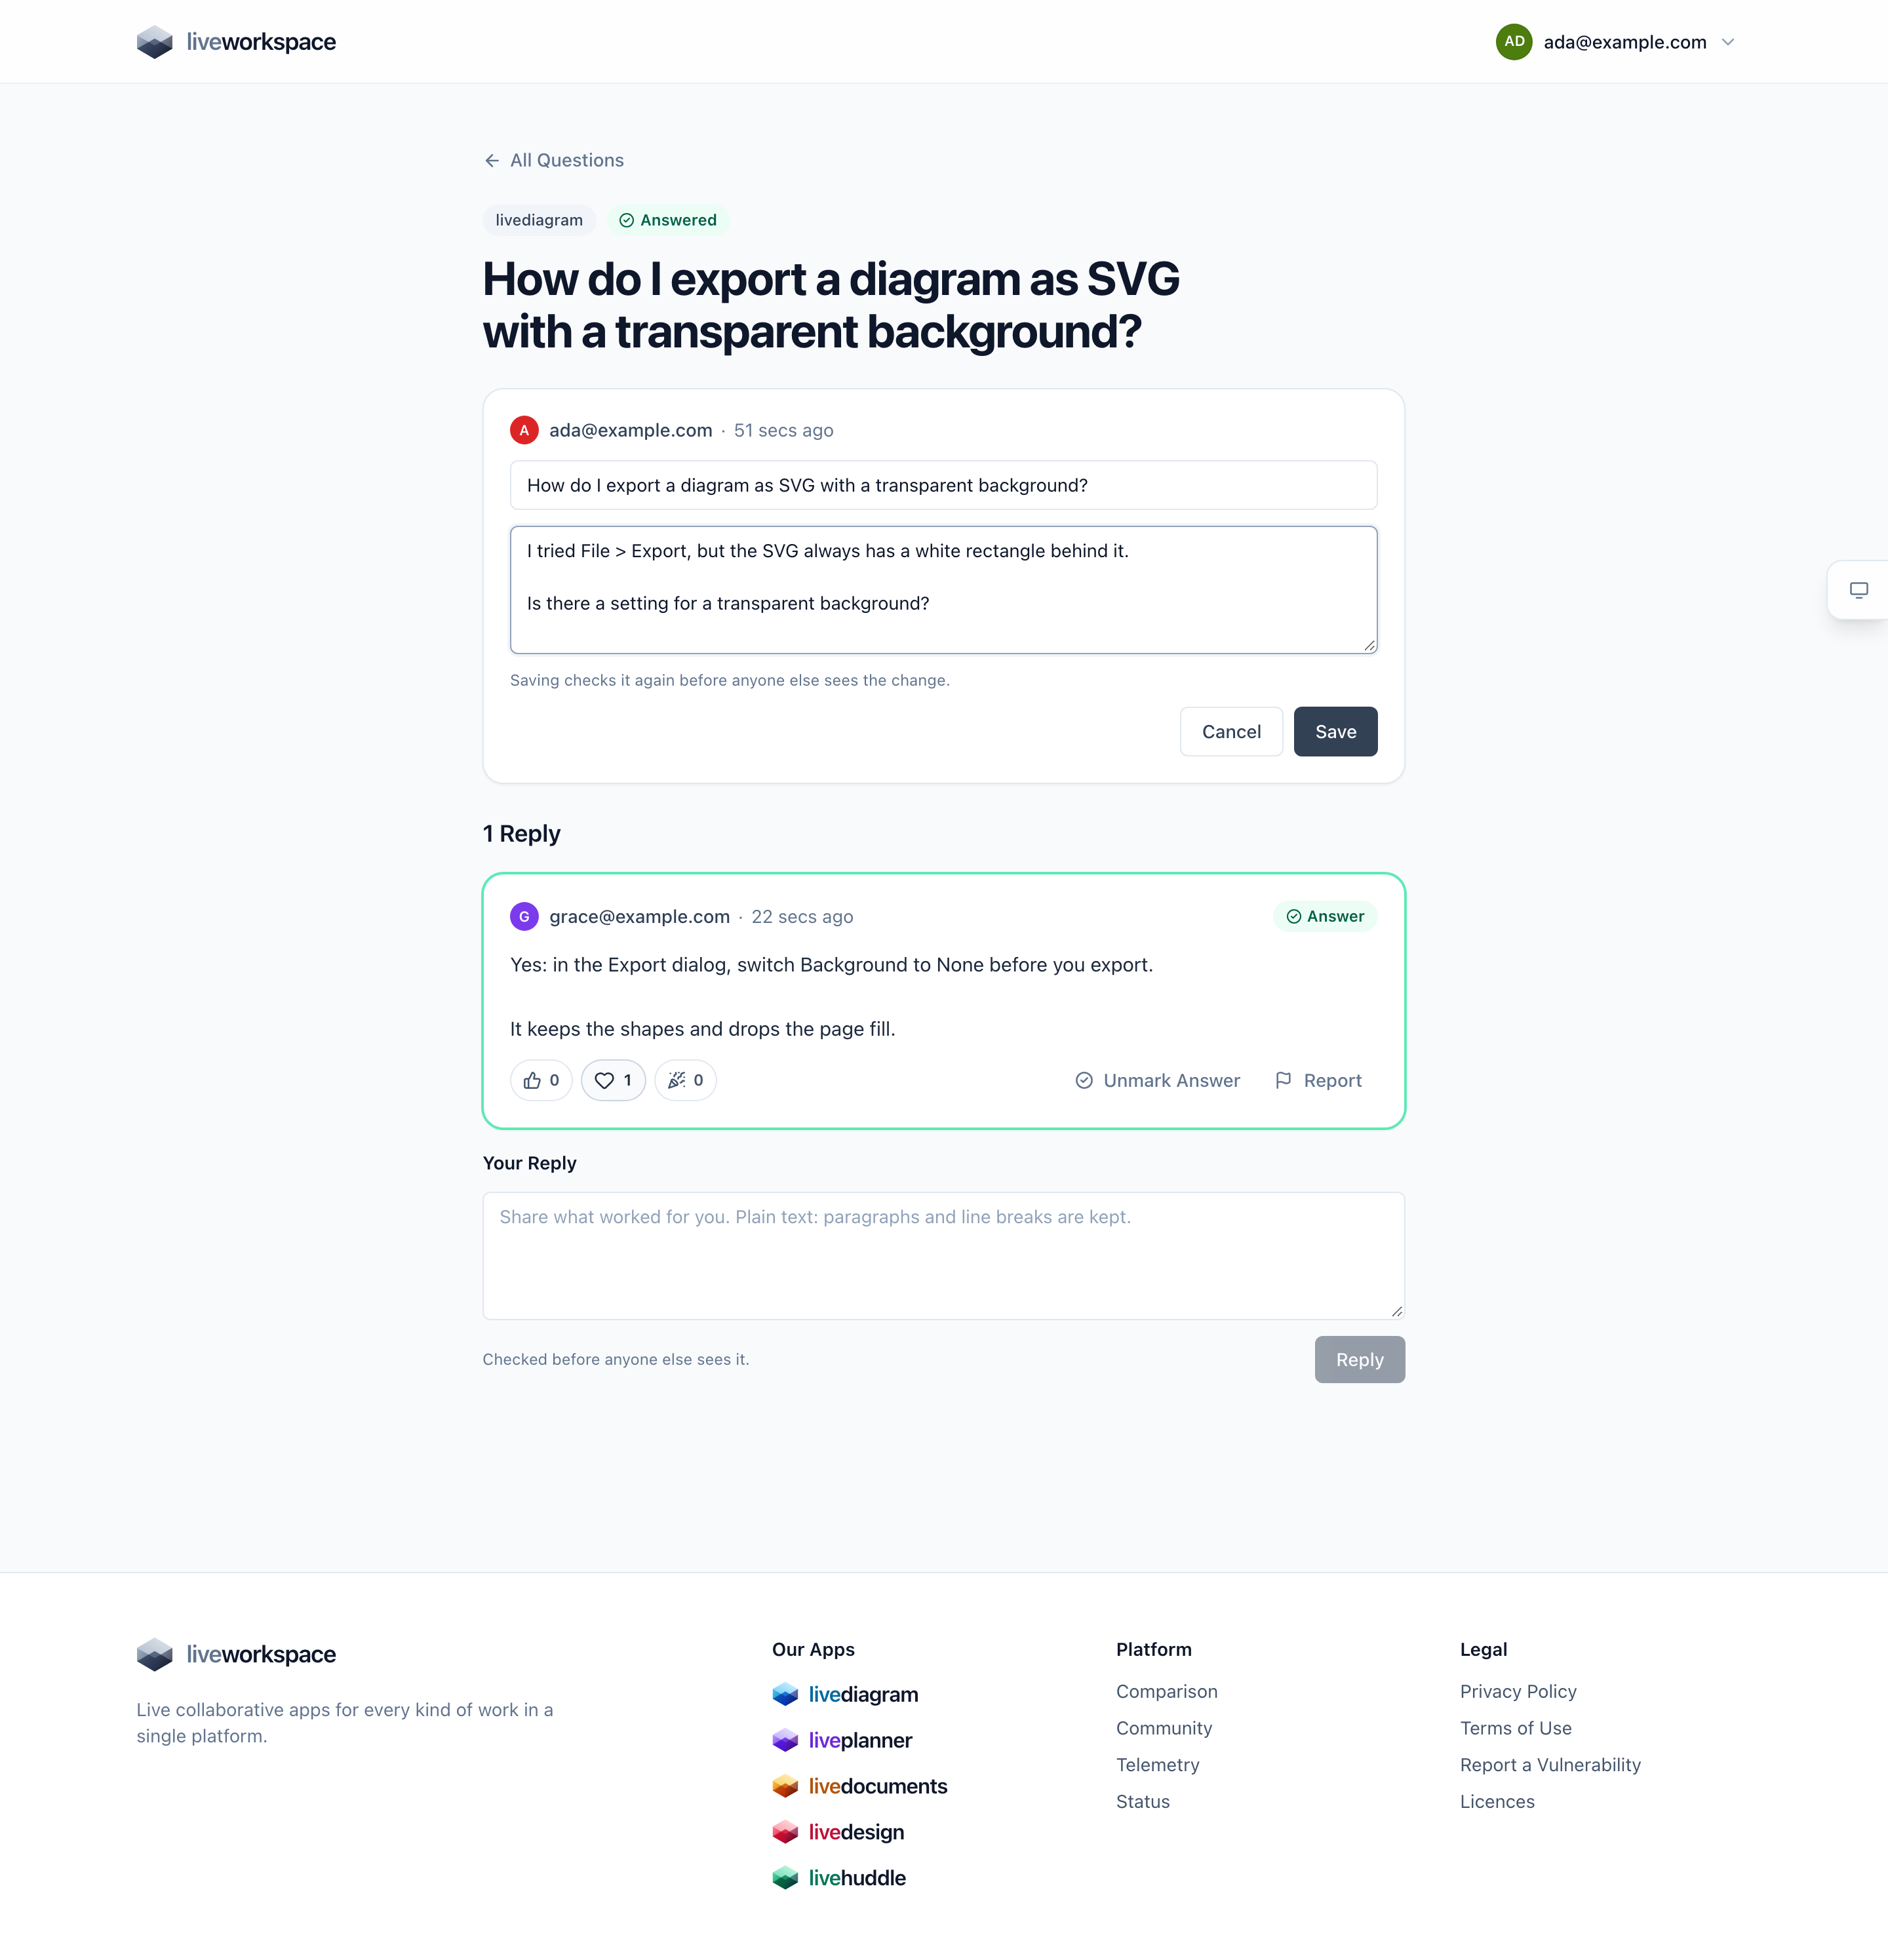 liveworkspace
AD ada@example.com
All Questions
livediagram Answered
How do I export a diagram as SVG
with a transparent background?
A ada@example.com · 51 secs ago
How do I export a diagram as SVG with a transparent background?
I tried File > Export, but the SVG always has a white rectangle behind it.
Is there a setting for a transparent background?
Saving checks it again before anyone else sees the change.
Cancel Save
1 Reply
G grace@example.com · 22 secs ago Answer
Yes: in the Export dialog, switch Background to None before you export.
It keeps the shapes and drops the page fill.
0 1 0 Unmark Answer Report
Your Reply
Share what worked for you. Plain text: paragraphs and line breaks are kept.
Checked before anyone else sees it.
Reply
liveworkspace
Live collaborative apps for every kind of work in a
single platform.
Our Apps
livediagram
liveplanner
livedocuments
livedesign
livehuddle
Platform
Comparison
Community
Telemetry
Status
Legal
Privacy Policy
Terms of Use
Report a Vulnerability
Licences